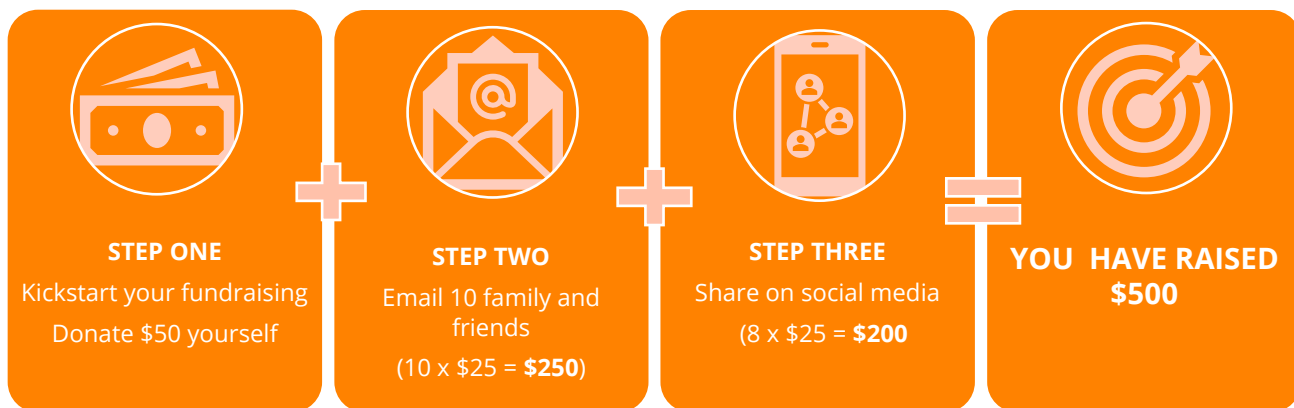 STEP ONE
Kickstart your fundraising
Donate $50 yourself
STEP TWO
Email 10 family and
friends
(10 x $25 = $250)
STEP THREE
Share on social media
(8 x $25 = $200
YOU  HAVE RAISED
$500